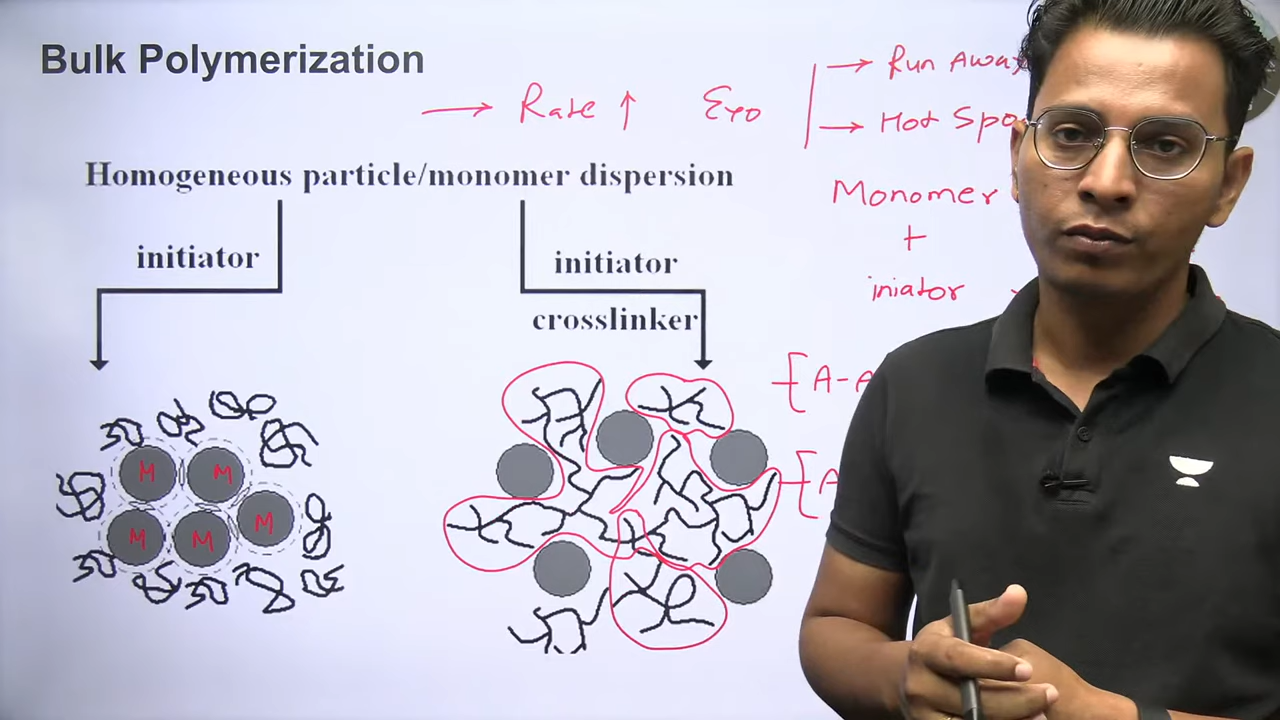 Bulk Polymerization
→ Rate ↑ Exo
→ Run Away
→ Hot Spo
Homogeneous particle/monomer dispersion
Monomer
+
iniator
initiator
initiator
crosslinker
[A-A
[A
M
M
M
M
M